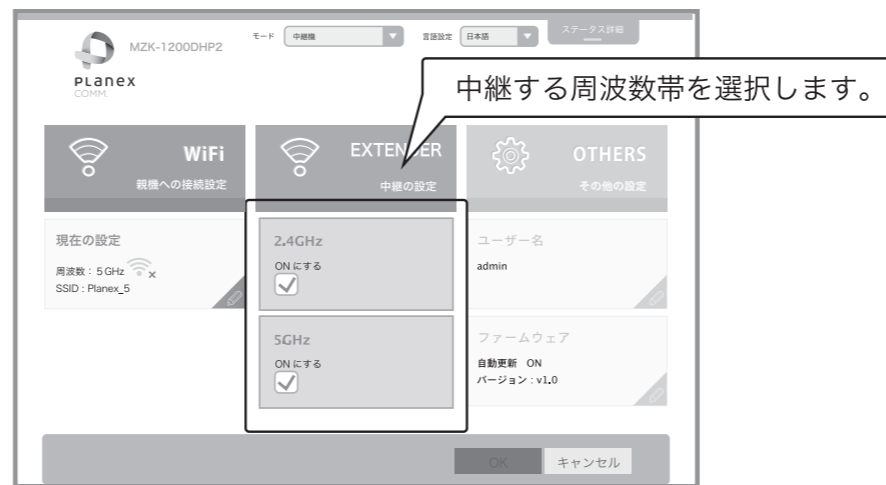 MZK-1200DHP2
モード 中継機 言語設定 日本語 ステータス詳細
PLanex
COMM.
中継する周波数帯を選択します。
WiFi
親機への接続設定
EXTENDER
中継の設定
OTHERS
その他の設定
現在の設定
周波数：5GHz
SSID : Planex_5
2.4GHz
ONにする
5GHz
ONにする
ユーザー名
admin
ファームウェア
自動更新 ON
バージョン : v1.0
OK キャンセル